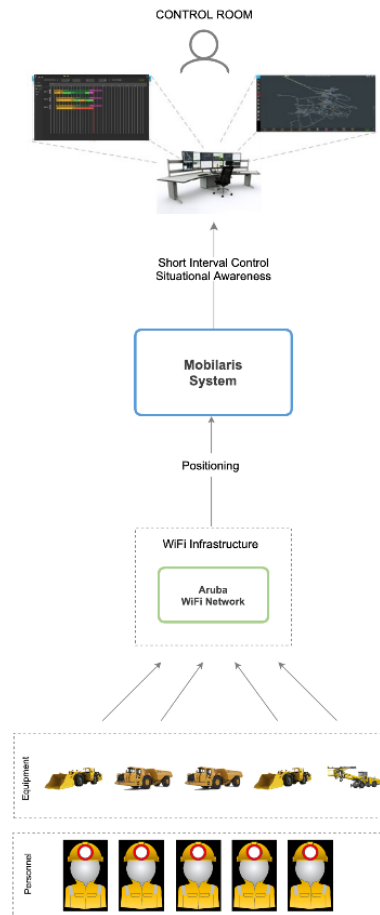 CONTROL ROOM
Short Interval Control
Situational Awareness
Mobilaris
System
Positioning
WiFi Infrastructure
Aruba
WiFi Network
Equipment
Personnel